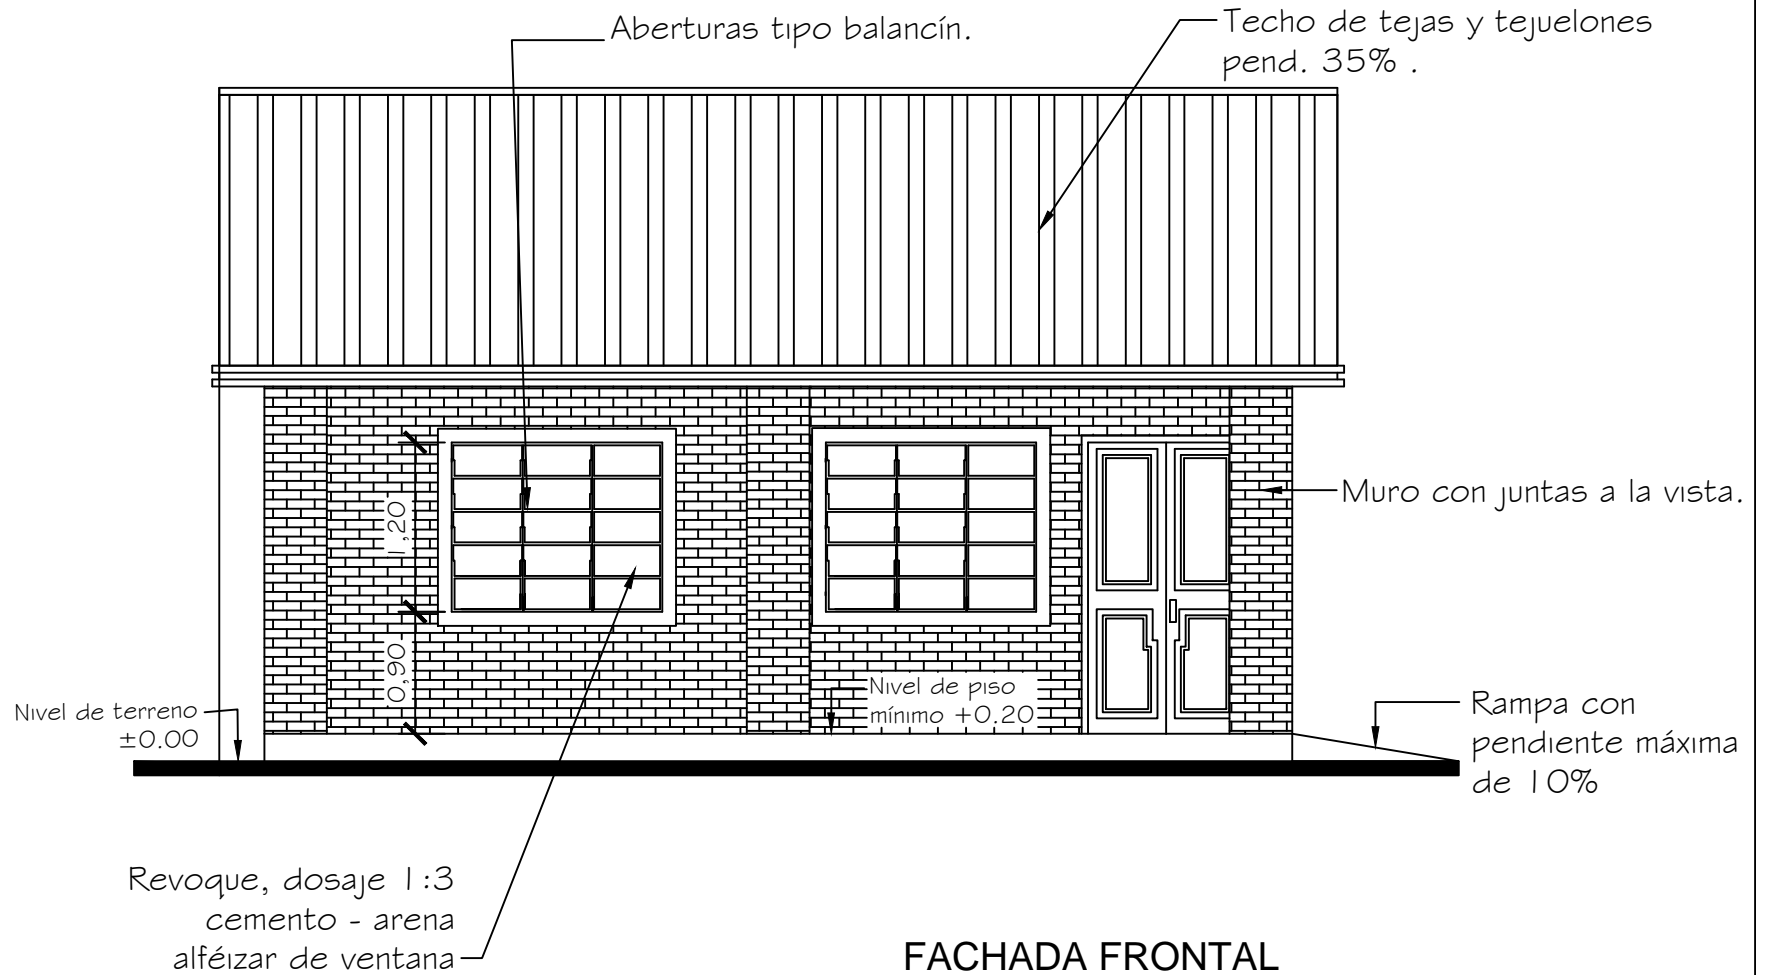 Aberturas tipo balancín.
Techo de tejas y tejuelones
pend. 35% .
1,20
Muro con juntas a la vista.
0,90
Nivel de terreno
±0.00
Nivel de piso
mínimo +0.20
Rampa con
pendiente máxima
de 10%
Revoque, dosaje 1:3
cemento - arena
alféizar de ventana
FACHADA FRONTAL